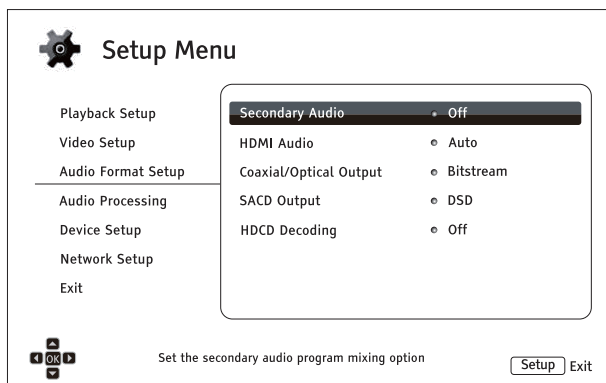 Setup Menu
Playback Setup
Video Setup
Audio Format Setup
Audio Processing
Device Setup
Network Setup
Exit
Secondary Audio Off
HDMI Audio Auto
Coaxial/Optical Output Bitstream
SACD Output DSD
HDCD Decoding Off
OK
Set the secondary audio program mixing option
Setup Exit